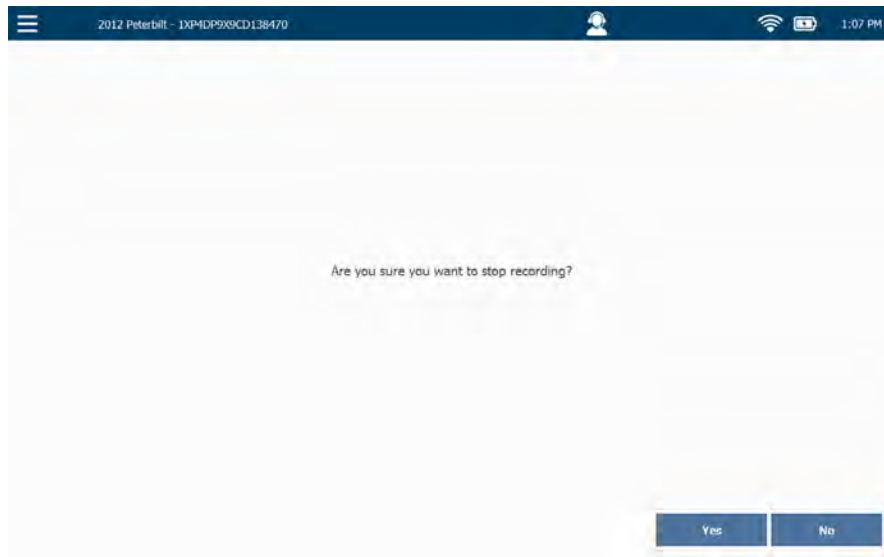 2012 Peterbilt - 1XP4DP9X9CD138470
1:07 PM
Are you sure you want to stop recording?
Yes
No